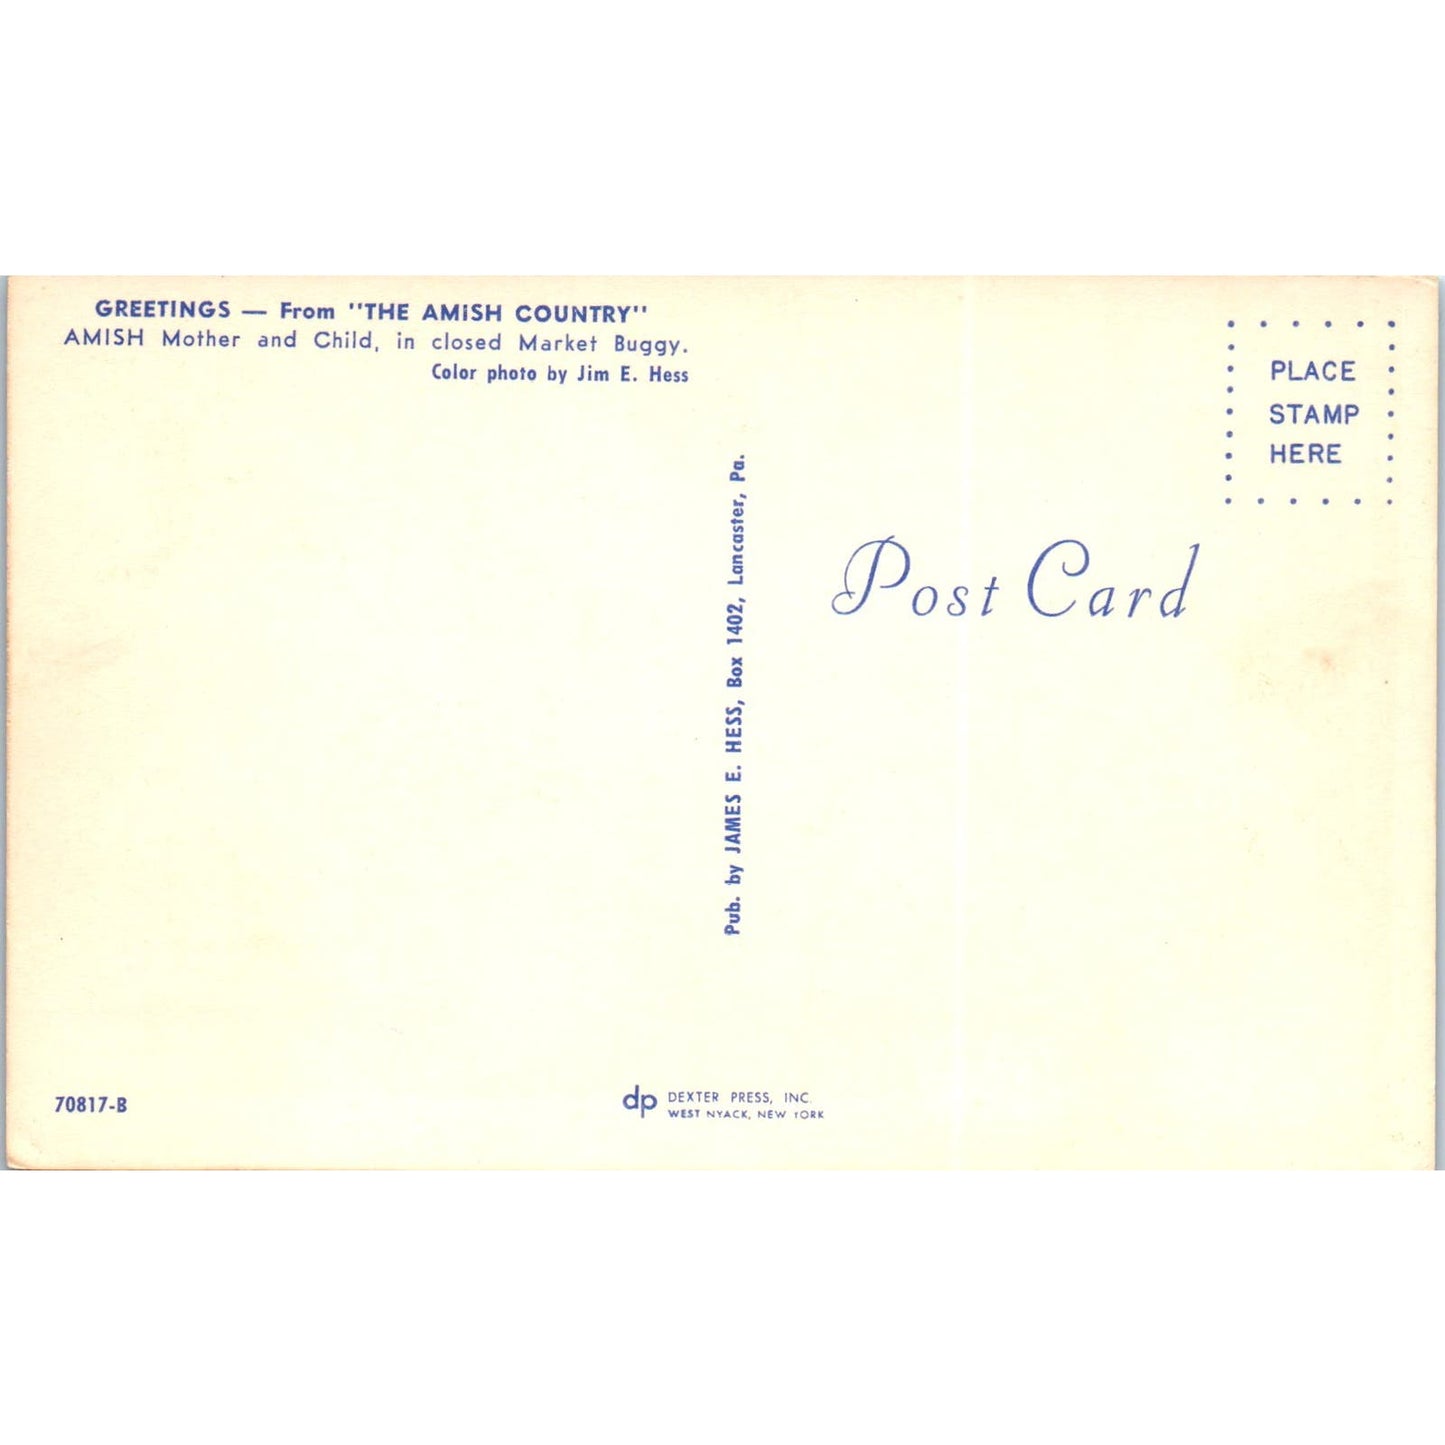 GREETINGS — From "THE AMISH COUNTRY"
AMISH Mother and Child, in closed Market Buggy.
Color photo by Jim E. Hess
Pub. by JAMES E. HESS, Box 1402, Lancaster, Pa.
PLACE
STAMP
HERE
Post Card
70817-B
dp DEXTER PRESS, INC.
WEST NYACK, NEW YORK